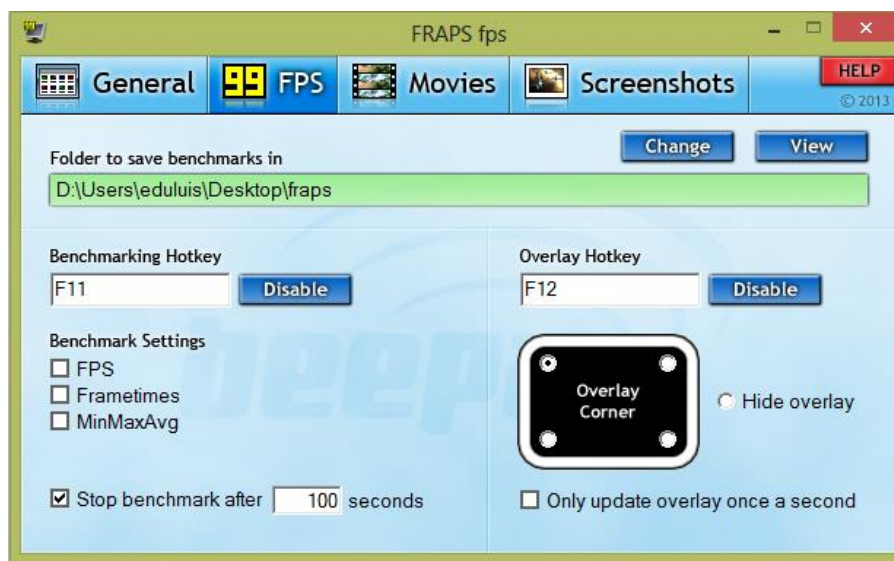 FRAPS fps
99
General
FPS
Movies
Screenshots
HELP
© 2013
Folder to save benchmarks in
Change
View
D:\Users\eduluis\Desktop\fraps
Benchmarking Hotkey
F11
Disable
Overlay Hotkey
F12
Disable
Benchmark Settings
FPS
Frametimes
MinMaxAvg
Overlay
Corner
Hide overlay
Stop benchmark after 100 seconds
Only update overlay once a second